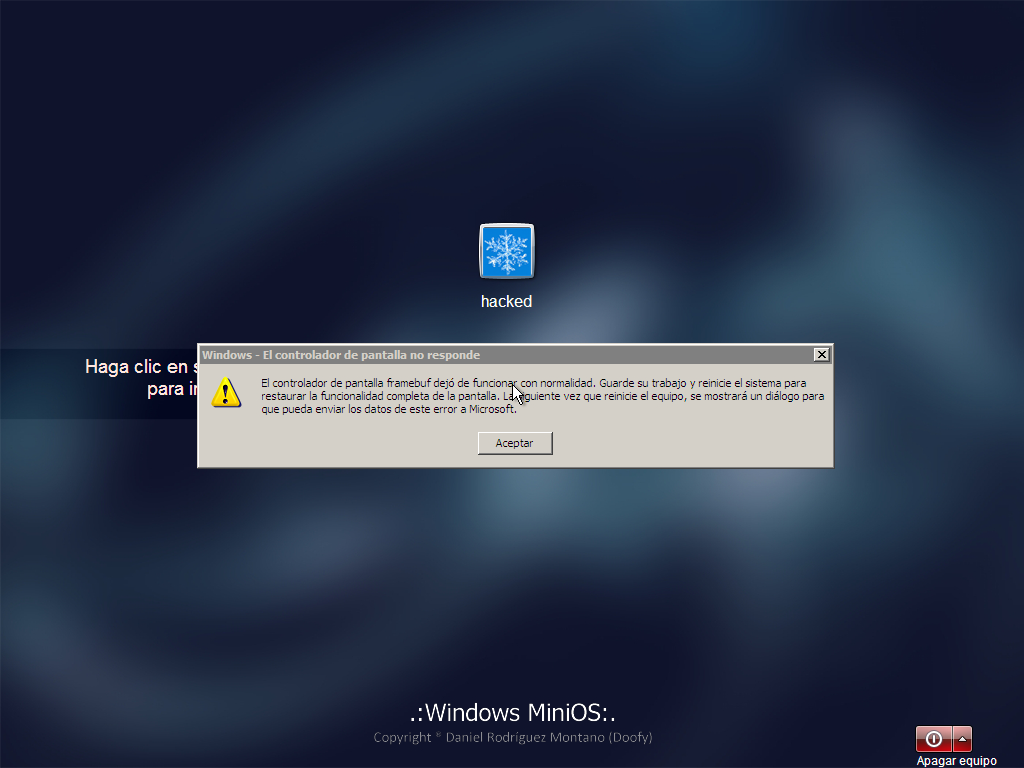 hacked
Haga clic en s
para in
Windows - El controlador de pantalla no responde
El controlador de pantalla framebuf dejó de funcionar con normalidad. Guarde su trabajo y reinicie el sistema para
restaurar la funcionalidad completa de la pantalla. La siguiente vez que reinicie el equipo, se mostrará un diálogo para
que pueda enviar los datos de este error a Microsoft.
Aceptar
.:Windows MiniOS:.
Copyright © Daniel Rodríguez Montano (Doofy)
Apagar equipo